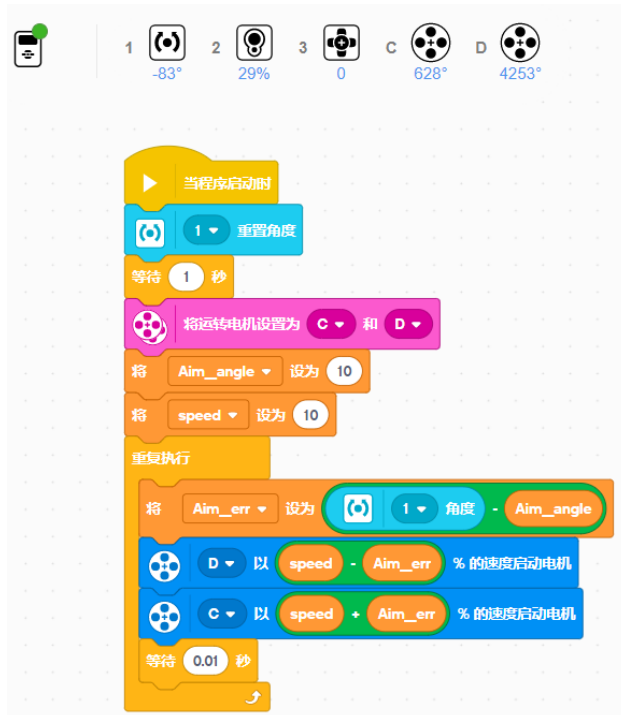 1 2 3 C D
-83° 29% 0 628° 4253°
当程序启动时
1 重置角度
等待 1 秒
将运转电机设置为 C 和 D
将 Aim_angle 设为 10
将 speed 设为 10
重复执行
将 Aim_err 设为 1 角度 - Aim_angle
D 以 speed - Aim_err % 的速度启动电机
C 以 speed + Aim_err % 的速度启动电机
等待 0.01 秒